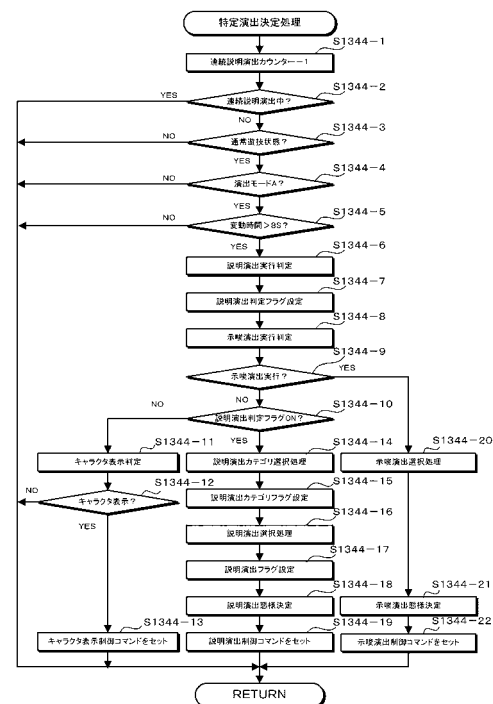 特定演出決定処理
S1344-1
連続説明演出カウンター-1
S1344-2
連続説明演出中?
YES
NO
S1344-3
通常遊技状態?
NO
YES
S1344-4
演出モードA?
NO
YES
S1344-5
変動時間>8S?
NO
YES
S1344-6
説明演出実行判定
S1344-7
説明演出判定フラグ設定
S1344-8
示唆演出実行判定
S1344-9
示唆演出実行?
YES
NO
S1344-10
説明演出判定フラグON?
NO
YES
S1344-11
キャラクタ表示判定
S1344-14
説明演出カテゴリ選択処理
S1344-20
示唆演出選択処理
S1344-12
キャラクタ表示?
NO
YES
S1344-15
説明演出カテゴリフラグ設定
S1344-16
説明演出選択処理
S1344-17
説明演出フラグ設定
S1344-18
説明演出態様決定
S1344-21
示唆演出態様決定
S1344-13
キャラクタ表示制御コマンドをセット
S1344-19
説明演出制御コマンドをセット
S1344-22
示唆演出制御コマンドをセット
RETURN